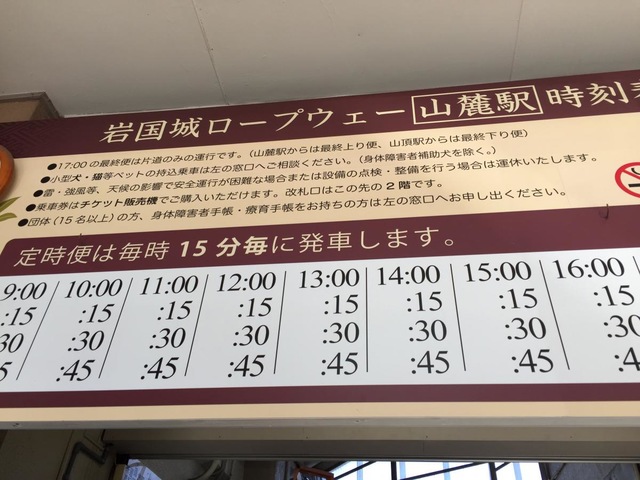 岩国城ロープウェー 山麓駅 時刻表
●17:00の最終便は片道のみの運行です。(山麓駅からは最終上り便、山頂駅からは最終下り便)
●小型犬・猫等ペットの持込乗車は左の窓口へご相談ください。(身体障害者補助犬を除く。)
●雷・強風等、天候の影響で安全運行が困難な場合または設備の点検・整備を行う場合は運休いたします。
●乗車券はチケット販売機でご購入いただけます。改札口はこの先の2階です。
●団体(15名以上)の方、身体障害者手帳・療育手帳をお持ちの方は左の窓口へお申し出ください。
定時便は毎時15分毎に発車します。
9:00 10:00 11:00 12:00 13:00 14:00 15:00 16:00
:15 :15 :15 :15 :15 :15 :15 :15
:30 :30 :30 :30 :30 :30 :30 :30
:45 :45 :45 :45 :45 :45 :45